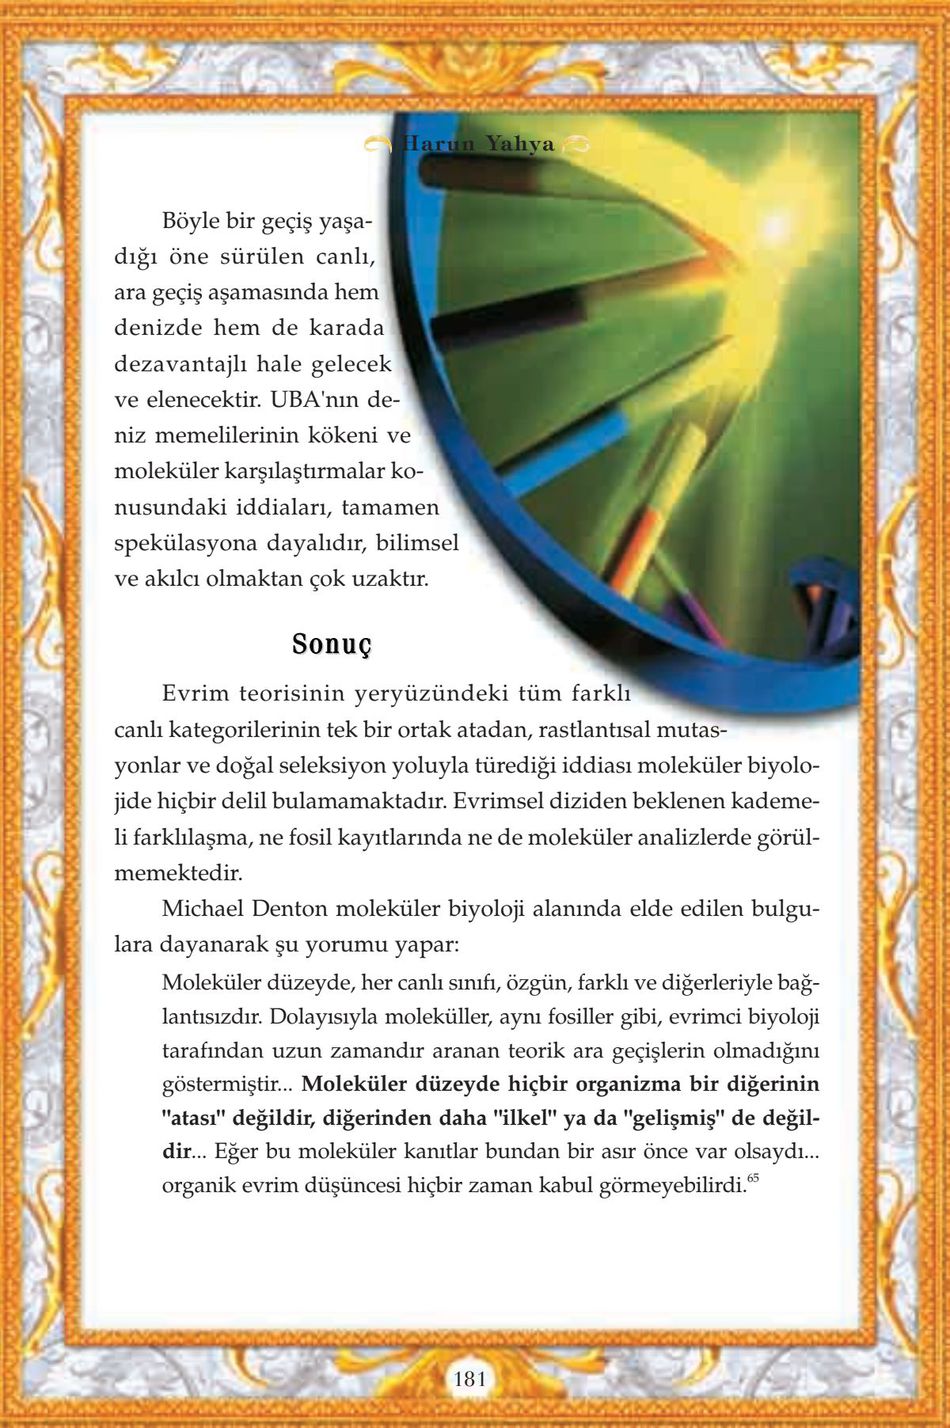 Harun Yahya
Böyle bir geçiş yaşa-
dığı öne sürülen canlı,
ara geçiş aşamasında hem
denizde hem de karada
dezavantajlı hale gelecek
ve elenecektir. UBA'nın de-
niz memelilerinin kökeni ve
moleküler karşılaştırmalar ko-
nusundaki iddiaları, tamamen
spekülasyona dayalıdır, bilimsel
ve akılcı olmaktan çok uzaktır.
Sonuç
Evrim teorisinin yeryüzündeki tüm farklı
canlı kategorilerinin tek bir ortak atadan, rastlantısal mutas-
yonlar ve doğal seleksiyon yoluyla türediği iddiası moleküler biyolo-
jide hiçbir delil bulamamaktadır. Evrimsel diziden beklenen kademe-
li farklılaşma, ne fosil kayıtlarında ne de moleküler analizlerde görül-
memektedir.
Michael Denton moleküler biyoloji alanında elde edilen bulgu-
lara dayanarak şu yorumu yapar:
Moleküler düzeyde, her canlı sınıfı, özgün, farklı ve diğerleriyle bağ-
lantısızdır. Dolayısıyla moleküller, aynı fosiller gibi, evrimci biyoloji
tarafından uzun zamandır aranan teorik ara geçişlerin olmadığını
göstermiştir... Moleküler düzeyde hiçbir organizma bir diğerinin
"atası" değildir, diğerinden daha "ilkel" ya da "gelişmiş" de değil-
dir... Eğer bu moleküler kanıtlar bundan bir asır önce var olsaydı...
organik evrim düşüncesi hiçbir zaman kabul görmeyebilirdi.65
181